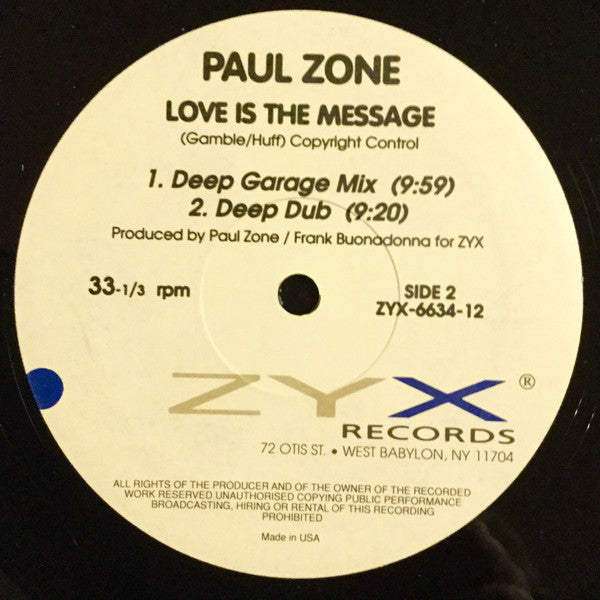 PAUL ZONE
LOVE IS THE MESSAGE
(Gamble/Huff) Copyright Control
1. Deep Garage Mix (9:59)
2. Deep Dub (9:20)
Produced by Paul Zone / Frank Buonadonna for ZYX
33-1/3 rpm
SIDE 2
ZYX-6634-12
ZYX®
RECORDS
72 OTIS ST. • WEST BABYLON, NY 11704
ALL RIGHTS OF THE PRODUCER AND OF THE OWNER OF THE RECORDED
WORK RESERVED UNAUTHORISED COPYING PUBLIC PERFORMANCE
BROADCASTING, HIRING OR RENTAL OF THIS RECORDING
PROHIBITED
Made in USA